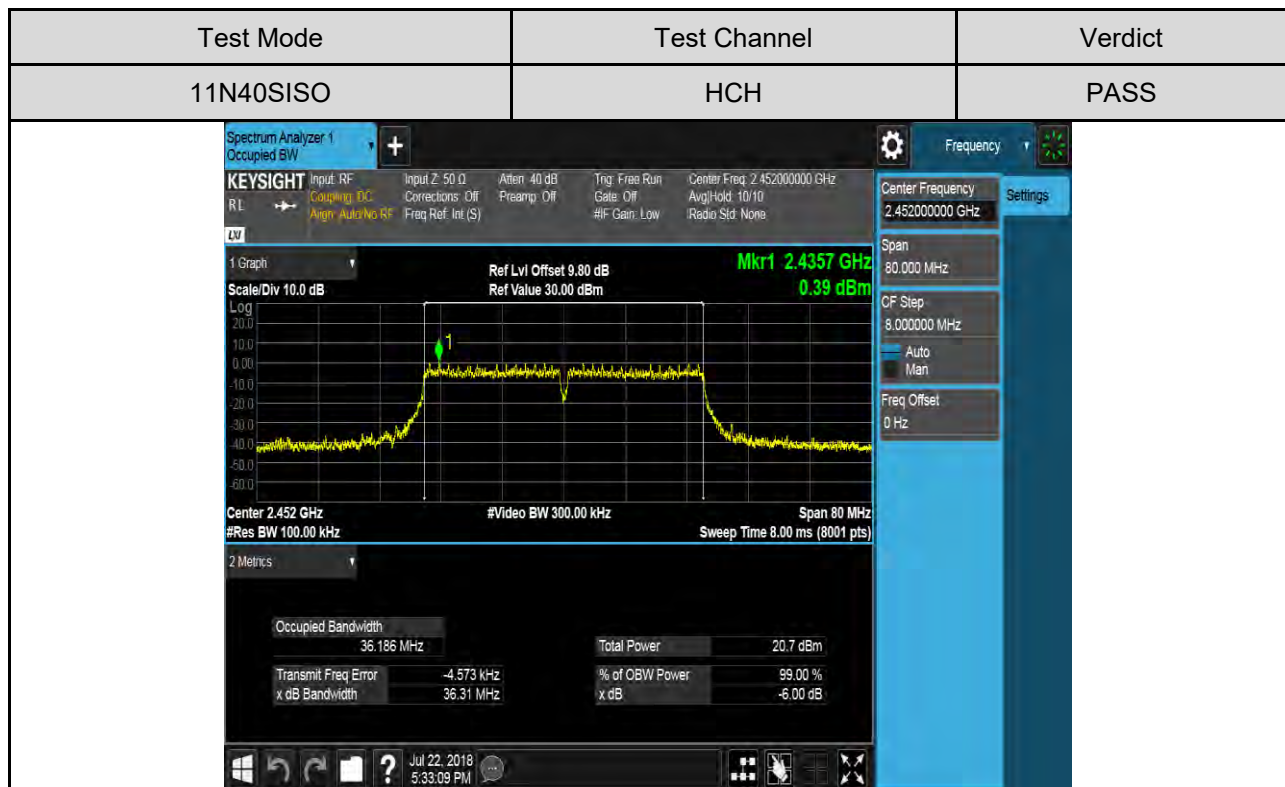 Test Mode Test Channel Verdict
11N40SISO HCH PASS
Spectrum Analyzer 1
Occupied BW
+
Frequency
KEYSIGHT Input: RF Input Z: 50 Ω Atten: 40 dB Trig: Free Run Center Freq: 2.452000000 GHz
RL Coupling: DC Corrections: Off Preamp: Off Gate: Off Avg|Hold: 10/10
Align: Auto/No RF Freq Ref: Int (S) #IF Gain: Low Radio Std: None
LXI
Center Frequency
2.452000000 GHz
Settings
Span
80.000 MHz
CF Step
8.000000 MHz
Auto
Man
Freq Offset
0 Hz
1 Graph Ref Lvl Offset 9.80 dB Mkr1 2.4357 GHz
Scale/Div 10.0 dB Ref Value 30.00 dBm 0.39 dBm
Log
20.0
10.0
0.00
-10.0
-20.0
-30.0
-40.0
-50.0
-60.0
1
Center 2.452 GHz #Video BW 300.00 kHz Span 80 MHz
#Res BW 100.00 kHz Sweep Time 8.00 ms (8001 pts)
2 Metrics
Occupied Bandwidth
36.186 MHz Total Power 20.7 dBm
Transmit Freq Error -4.573 kHz % of OBW Power 99.00 %
x dB Bandwidth 36.31 MHz x dB -6.00 dB
? Jul 22, 2018
5:33:09 PM